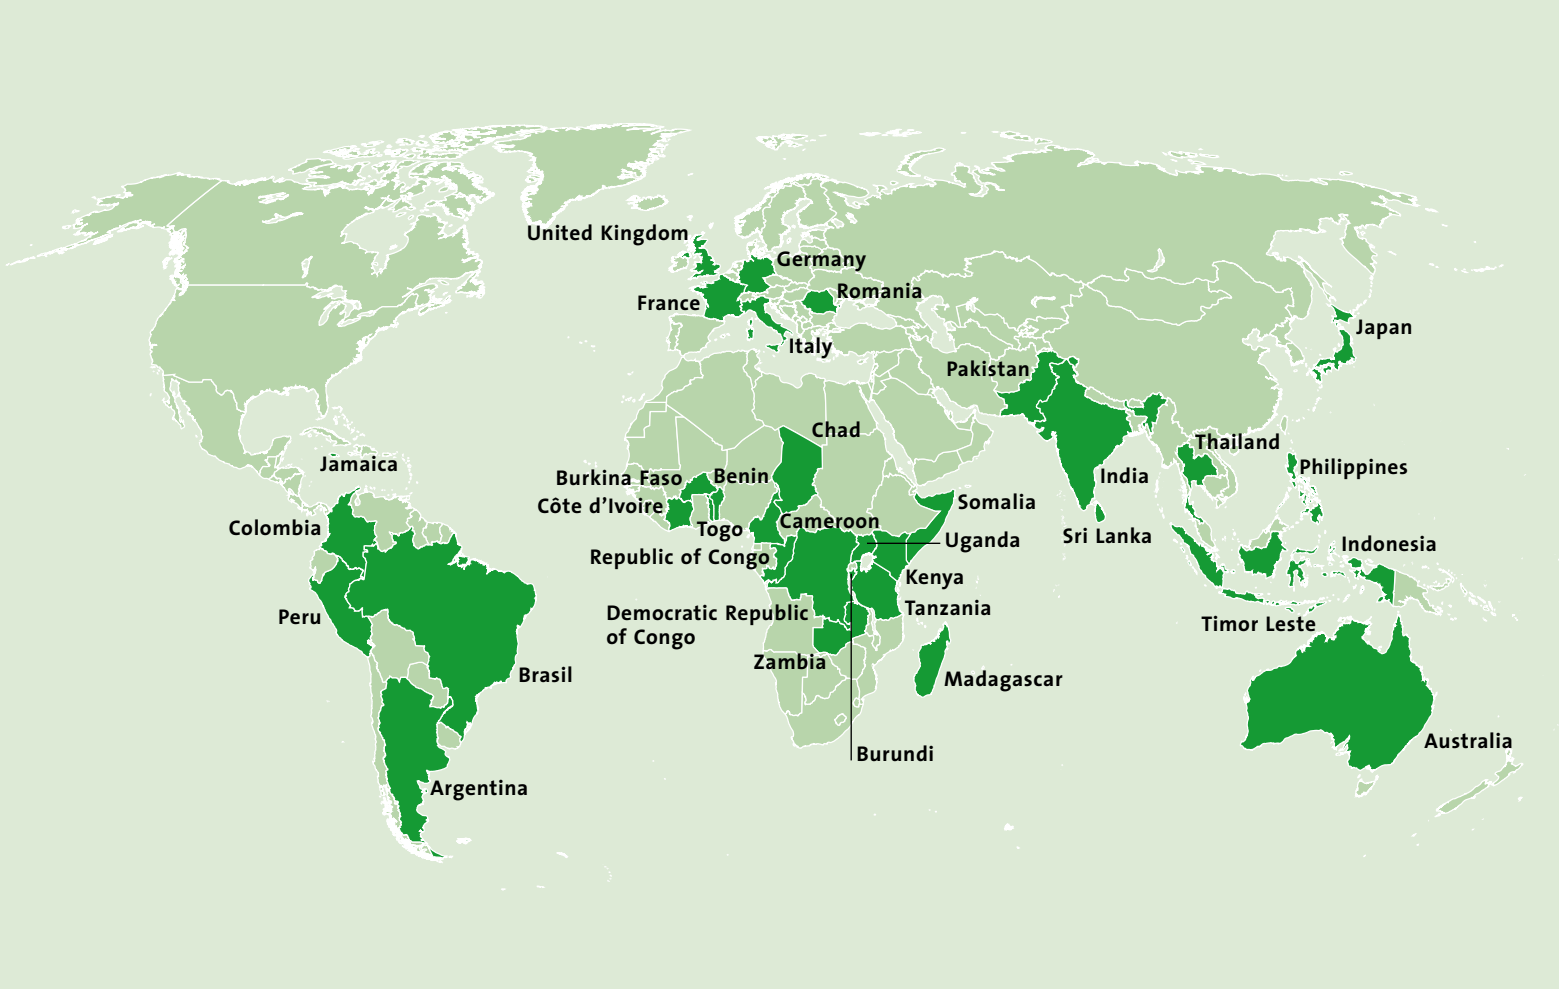 United Kingdom
Germany
Romania
France
Italy
Japan
Pakistan
Chad
Thailand
Jamaica
Philippines
Burkina Faso
Benin
India
Somalia
Côte d’Ivoire
Cameroon
Colombia
Togo
Sri Lanka
Uganda
Indonesia
Republic of Congo
Kenya
Tanzania
Peru
Democratic Republic
of Congo
Timor Leste
Zambia
Brasil
Madagascar
Australia
Burundi
Argentina